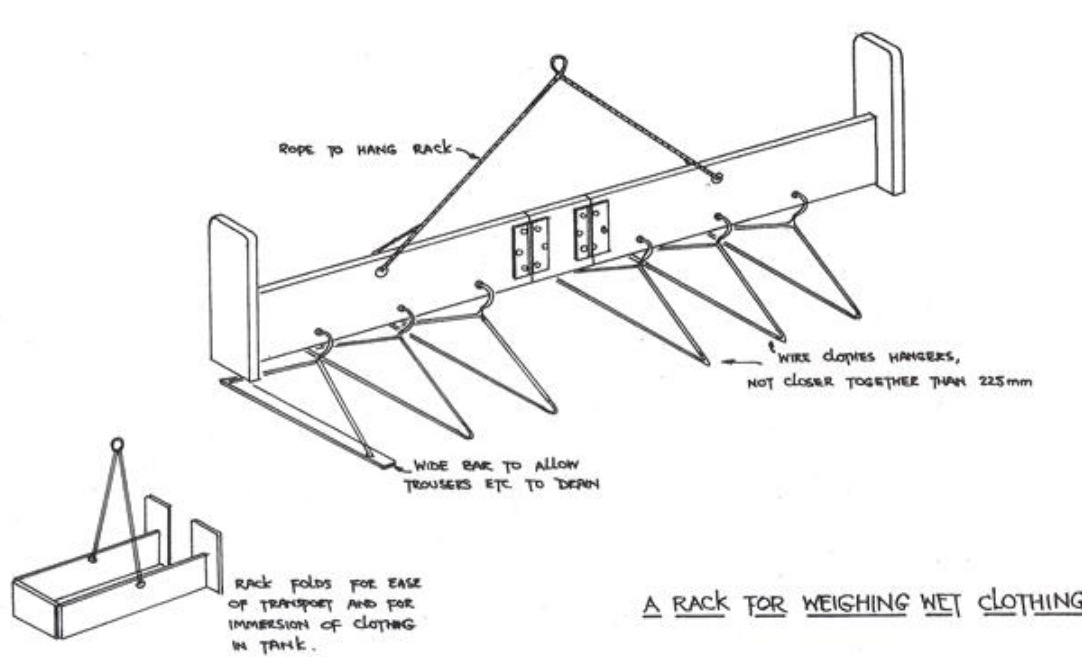 ROPE TO HANG RACK
WIRE CLOTHES HANGERS,
NOT CLOSER TOGETHER THAN 225mm
WIDE BAR TO ALLOW
TROUSERS ETC TO DRAIN
RACK FOLDS FOR EASE
OF TRANSPORT AND FOR
IMMERSION OF CLOTHING
IN TANK.
A RACK FOR WEIGHING WET CLOTHING